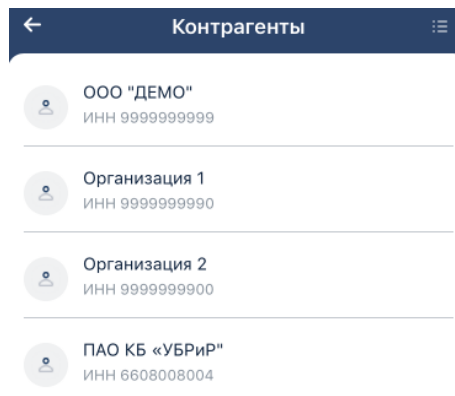 Контрагенты
ООО "ДЕМО"
ИНН 9999999999
Организация 1
ИНН 9999999990
Организация 2
ИНН 9999999900
ПАО КБ «УБРиР"
ИНН 6608008004